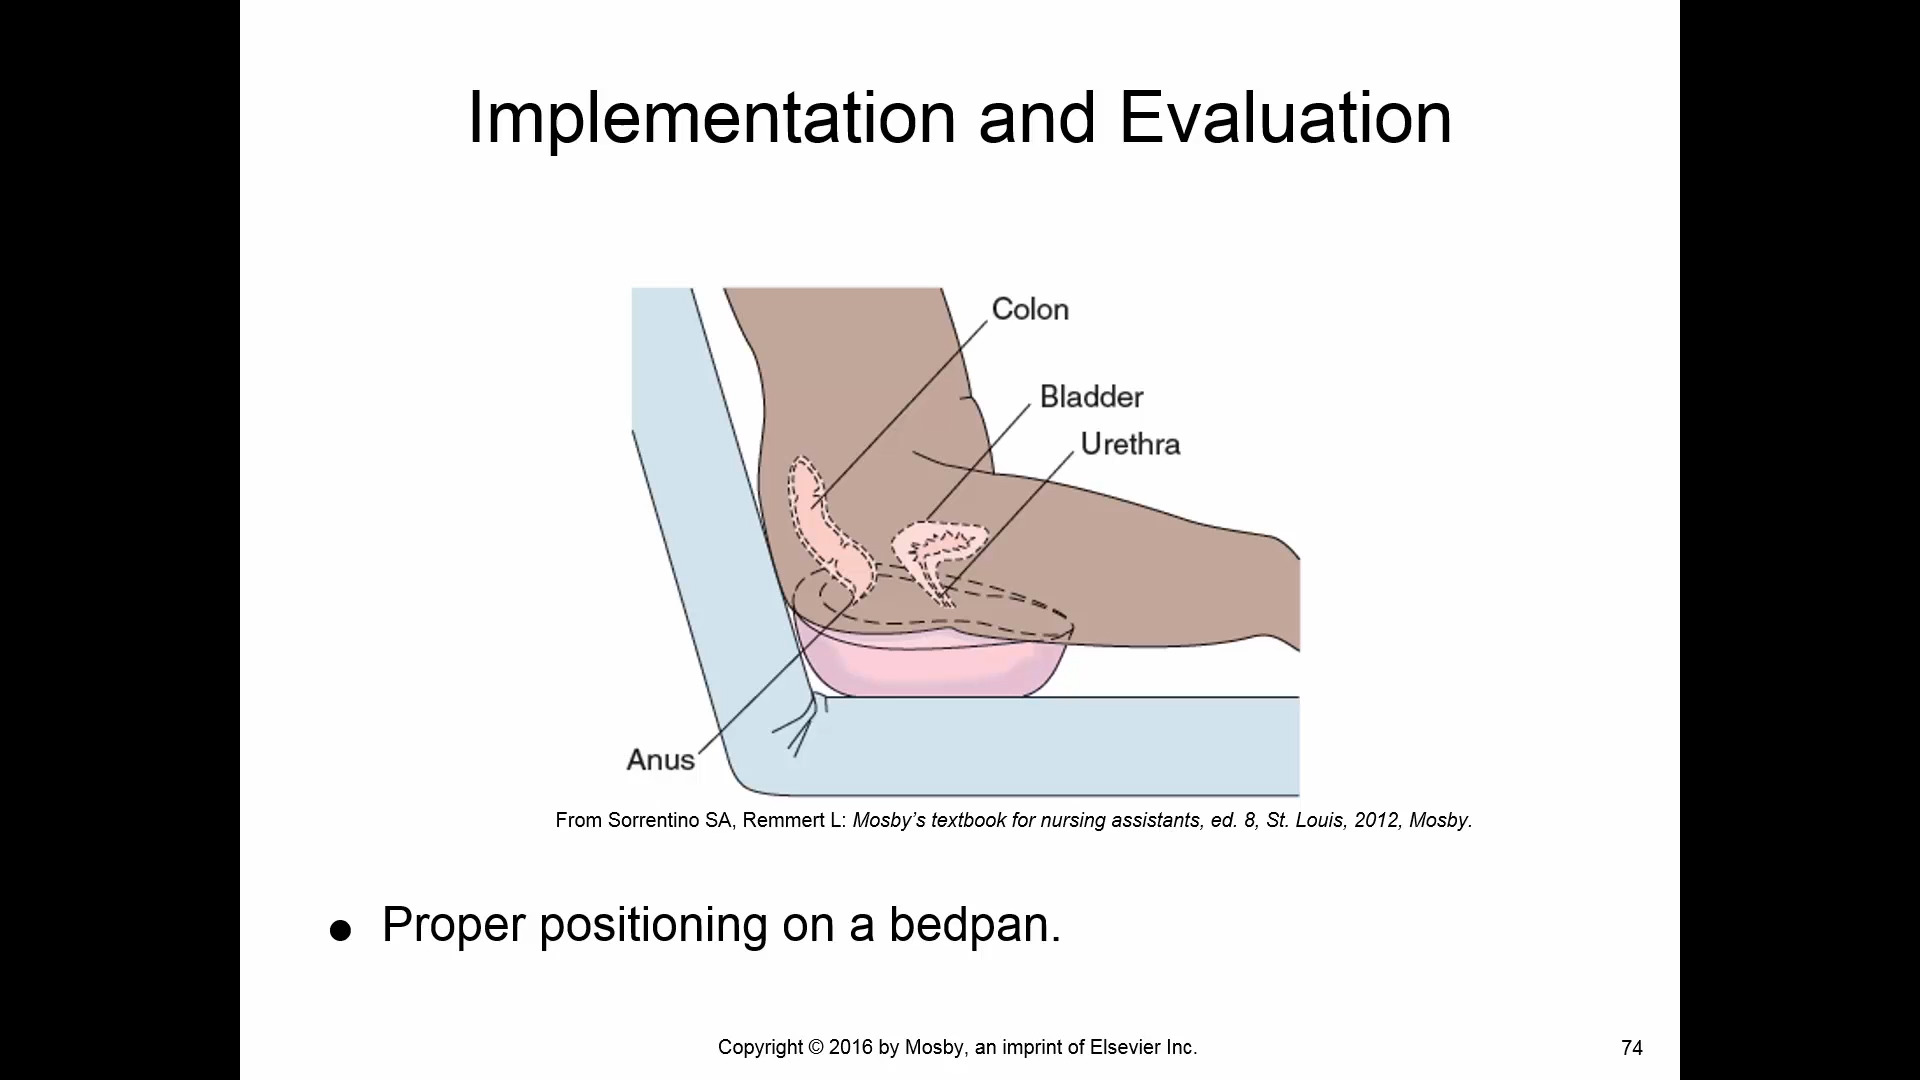 Implementation and Evaluation
Colon
Bladder
Urethra
Anus
From Sorrentino SA, Remmert L: Mosby’s textbook for nursing assistants, ed. 8, St. Louis, 2012, Mosby.
● Proper positioning on a bedpan.
Copyright © 2016 by Mosby, an imprint of Elsevier Inc.
74